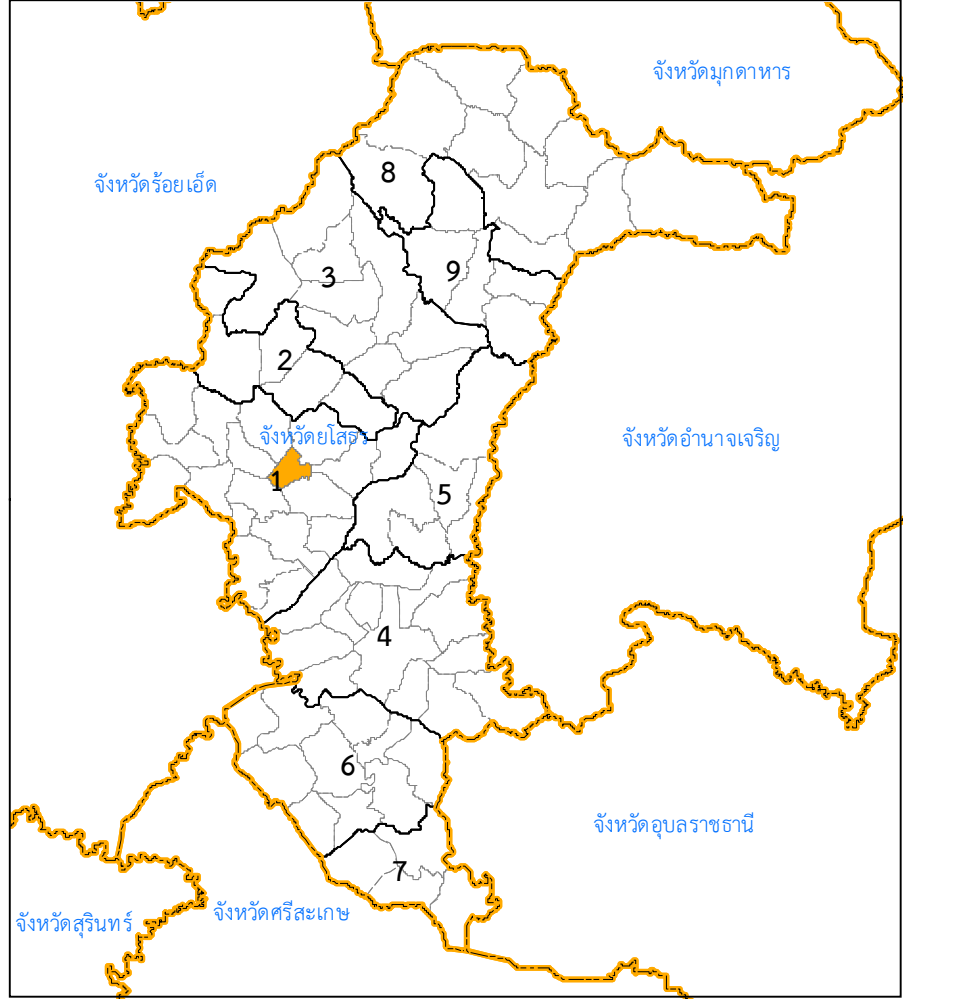 จังหวัดมุกดาหาร
จังหวัดร้อยเอ็ด
8
9
3
2
จังหวัดยโสธร
จังหวัดอำนาจเจริญ
1
5
4
6
จังหวัดอุบลราชธานี
7
จังหวัดศรีสะเกษ
จังหวัดสุรินทร์